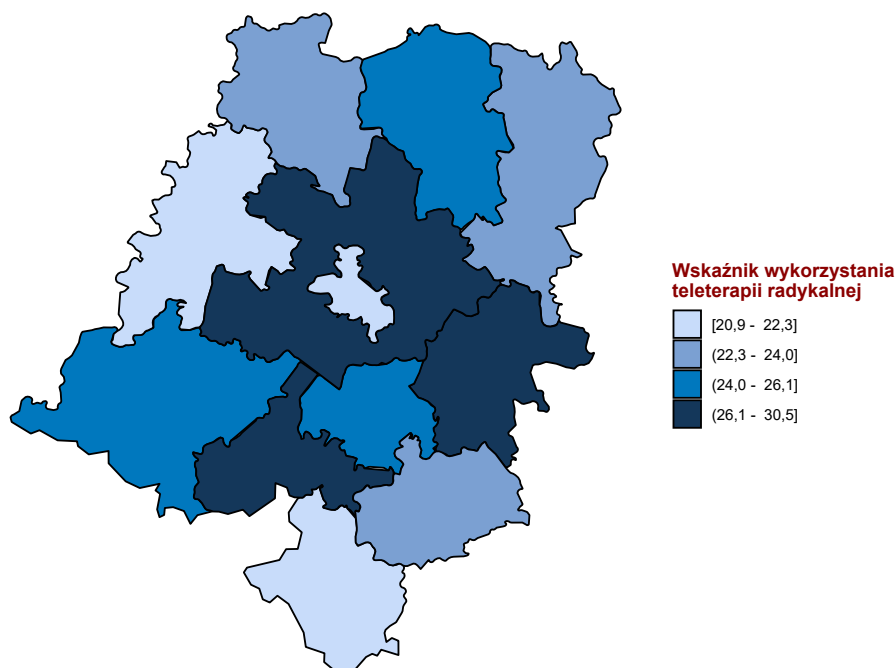 Wskaźnik wykorzystania
teleterapii radykalnej
[20,9 - 22,3]
(22,3 - 24,0]
(24,0 - 26,1]
(26,1 - 30,5]